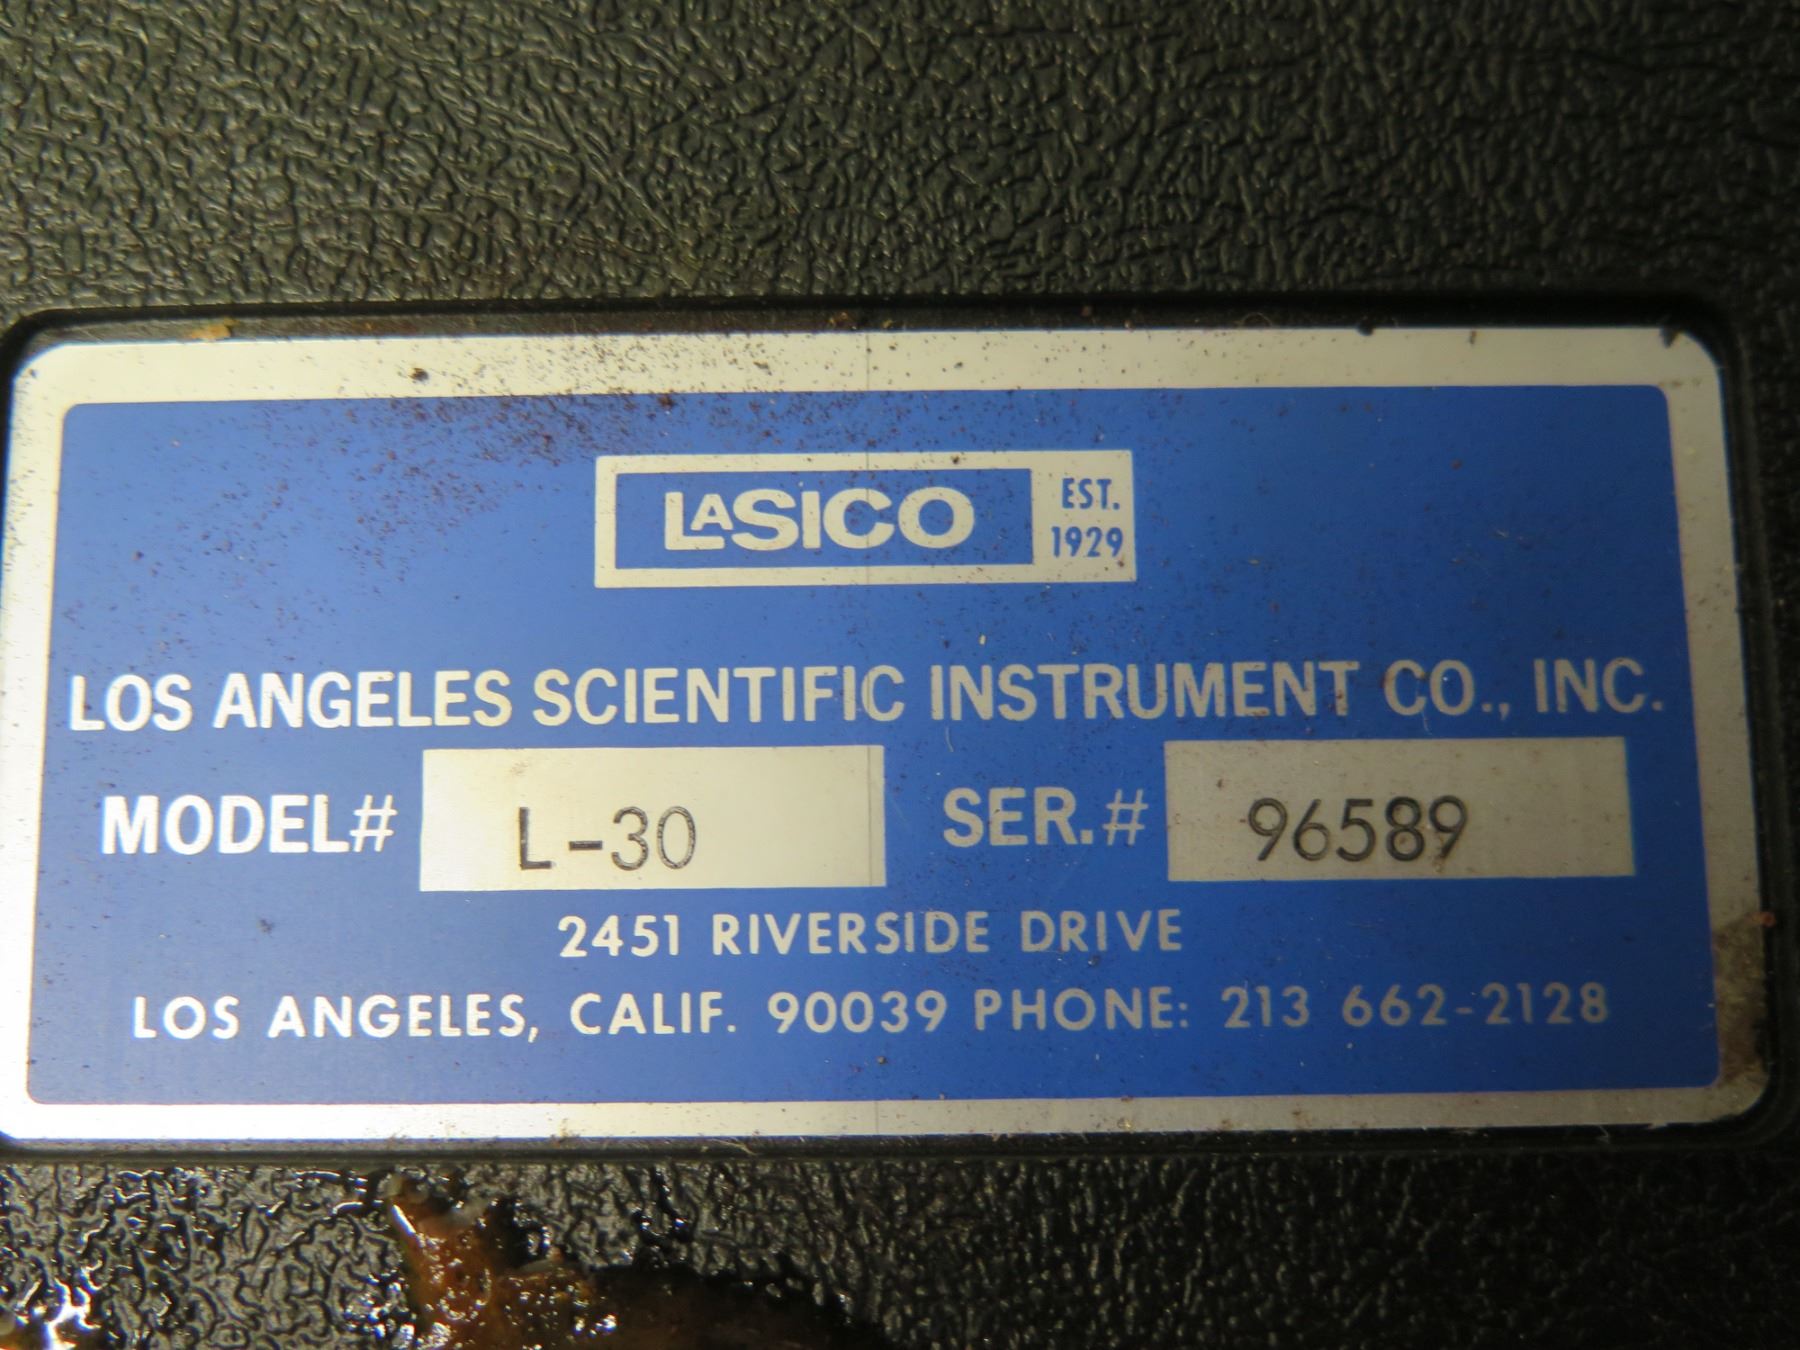 LASICO EST. 1929
LOS ANGELES SCIENTIFIC INSTRUMENT CO., INC.
MODEL# L-30 SER.# 96589
2451 RIVERSIDE DRIVE
LOS ANGELES, CALIF. 90039 PHONE: 213 662-2128